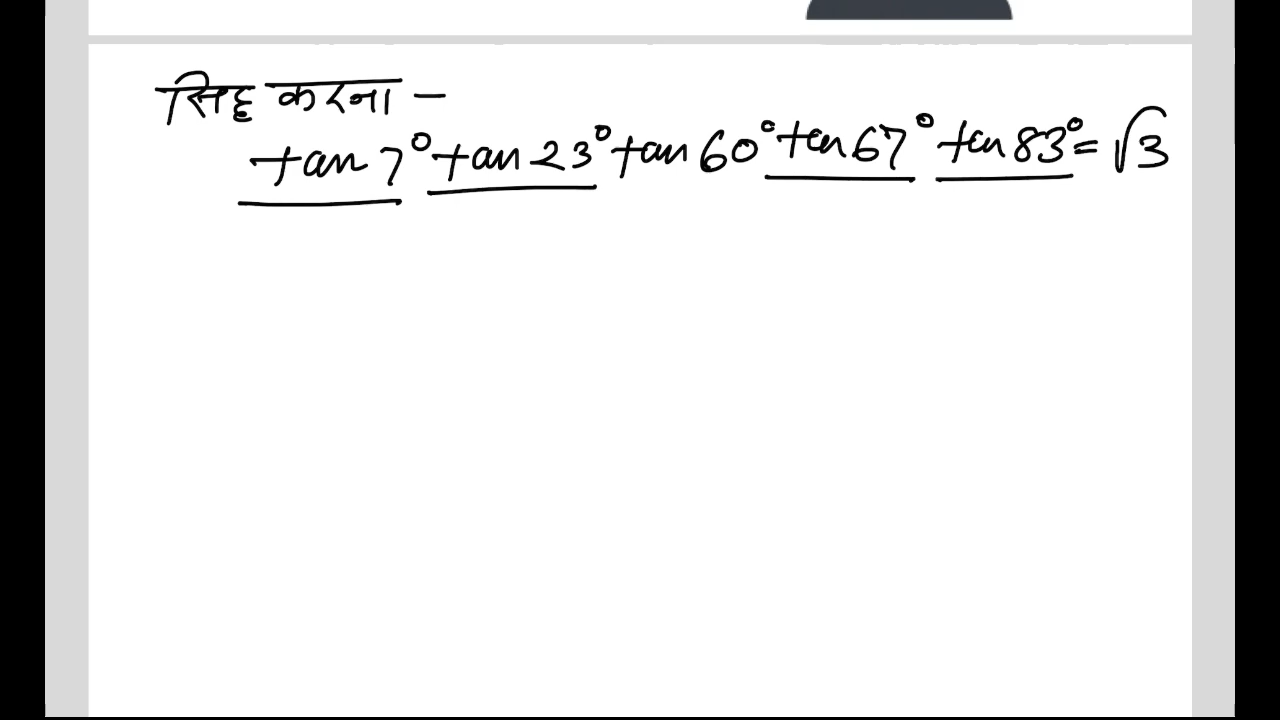 सिद्ध करना -
tan 7° tan 23° tan 60° tan 67° tan 83° = √3